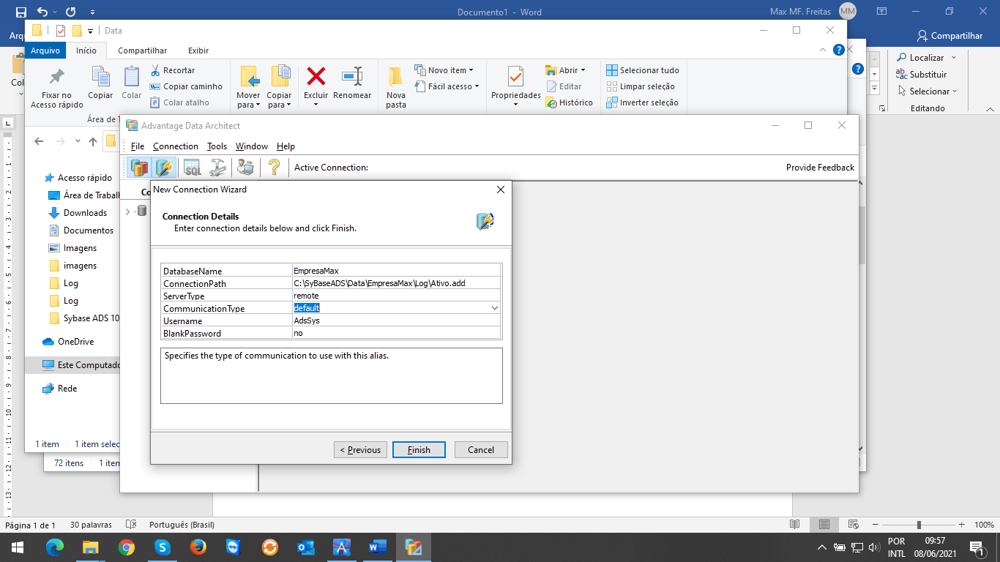 Documento1 - Word
Max MF. Freitas
MM
Arqu
Compartilhar
Data
Arquivo
Início
Compartilhar
Exibir
Fixar no
Acesso rápido
Copiar
Colar
Recortar
Copiar caminho
Colar atalho
Mover
para
Copiar
para
Excluir
Renomear
Nova
pasta
Novo item
Fácil acesso
Propriedades
Abrir
Editar
Histórico
Selecionar tudo
Limpar seleção
Inverter seleção
Área de T
Cola
Localizar
Substituir
Selecionar
Editando
Advantage Data Architect
File Connection Tools Window Help
SQL
Active Connection:
Provide Feedback
Acesso rápido
Área de Trabalh
Downloads
Documentos
Imagens
imagens
Log
Log
Sybase ADS 10
OneDrive
Este Computado
Rede
1 item 1 item selec
72 itens 1 item
Co
New Connection Wizard
Connection Details
Enter connection details below and click Finish.
DatabaseName EmpresaMax
ConnectionPath C:\SyBaseADS\Data\EmpresaMax\Log\Ativo.add
ServerType remote
CommunicationType default
Username AdsSys
BlankPassword no
Specifies the type of communication to use with this alias.
< Previous Finish Cancel
Página 1 de 1 30 palavras Português (Brasil)
100%
POR
INTL
09:57
08/06/2021
1